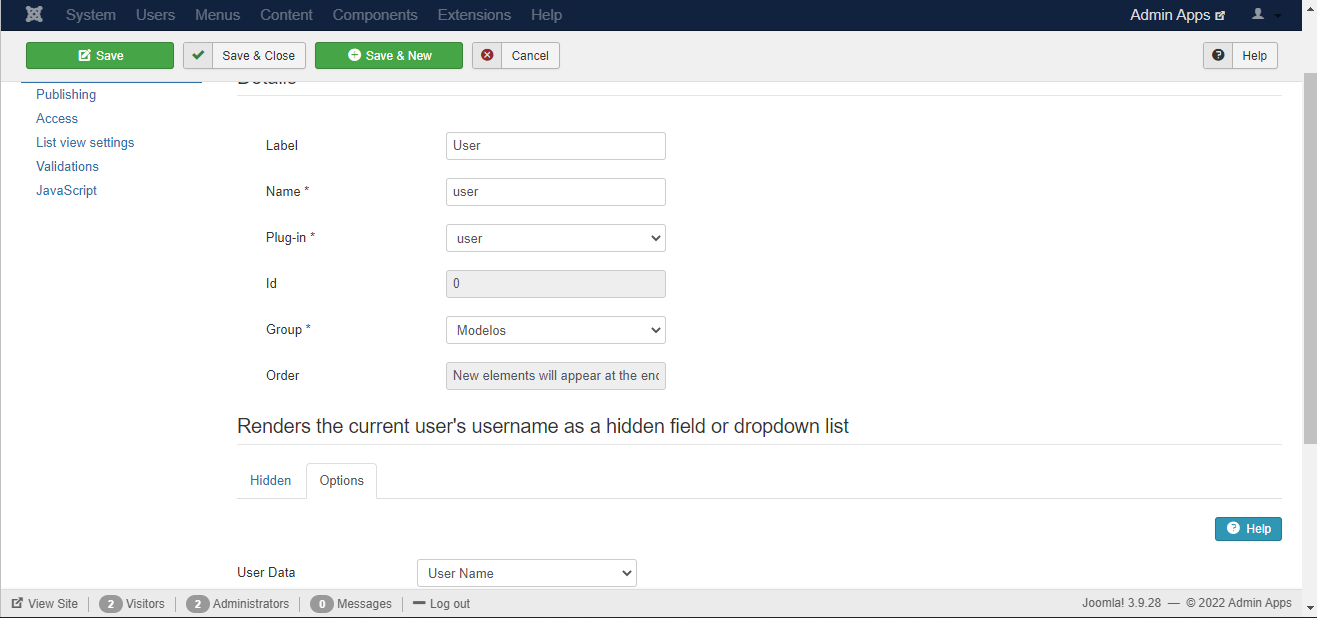 System Users Menus Content Components Extensions Help Admin Apps
Save Save & Close Save & New Cancel Help
Details
Publishing
Access
List view settings
Validations
JavaScript
Label User
Name * user
Plug-in * user
Id 0
Group * Modelos
Order New elements will appear at the end
Renders the current user's username as a hidden field or dropdown list
Hidden Options
Help
User Data User Name
View Site 2 Visitors 2 Administrators 0 Messages Log out Joomla! 3.9.28 — © 2022 Admin Apps